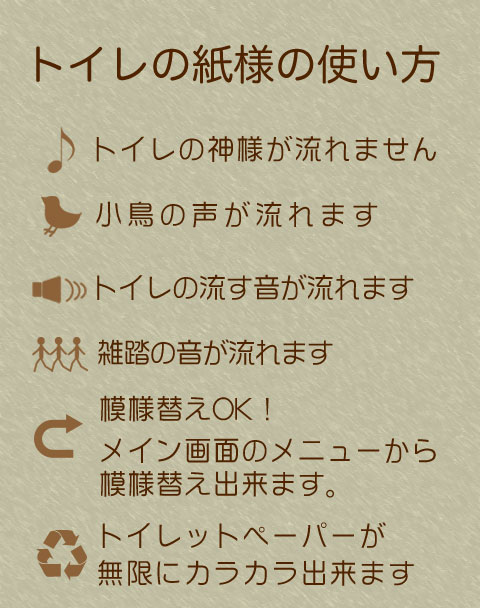 トイレの紙様の使い方
トイレの神様が流れません
小鳥の声が流れます
トイレの流す音が流れます
雑踏の音が流れます
模様替えOK！
メイン画面のメニューから
模様替え出来ます。
トイレットペーパーが
無限にカラカラ出来ます